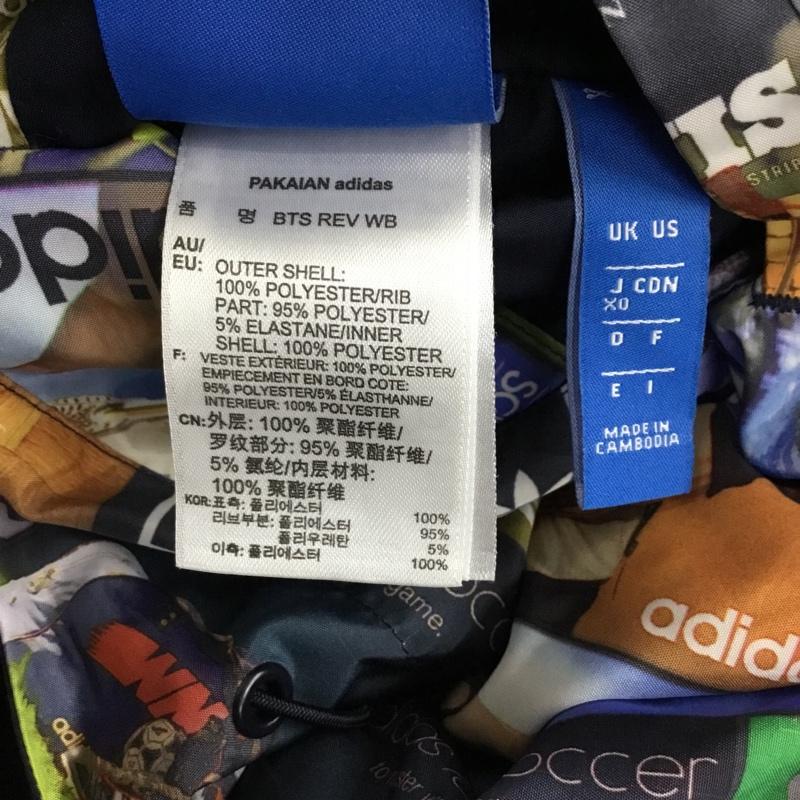 PAKAIAN adidas
품 명 BTS REV WB
AU/
EU: OUTER SHELL:
100% POLYESTER/RIB
PART: 95% POLYESTER/
5% ELASTANE/INNER
SHELL: 100% POLYESTER
F: VESTE EXTÉRIEUR: 100% POLYESTER/
EMPIECEMENT EN BORD COTE:
95% POLYESTER/5% ÉLASTHANNE/
INTERIEUR: 100% POLYESTER
CN: 外层: 100% 聚酯纤维/
罗纹部分: 95% 聚酯纤维/
5% 氨纶/内层材料:
100% 聚酯纤维
KOR: 표측: 폴리에스터 100%
리브부분: 폴리에스터 95%
폴리우레탄 5%
이측: 폴리에스터 100%
UK US
J CDN
XO
D F
E I
MADE IN
CAMBODIA
game.
adidas
occer